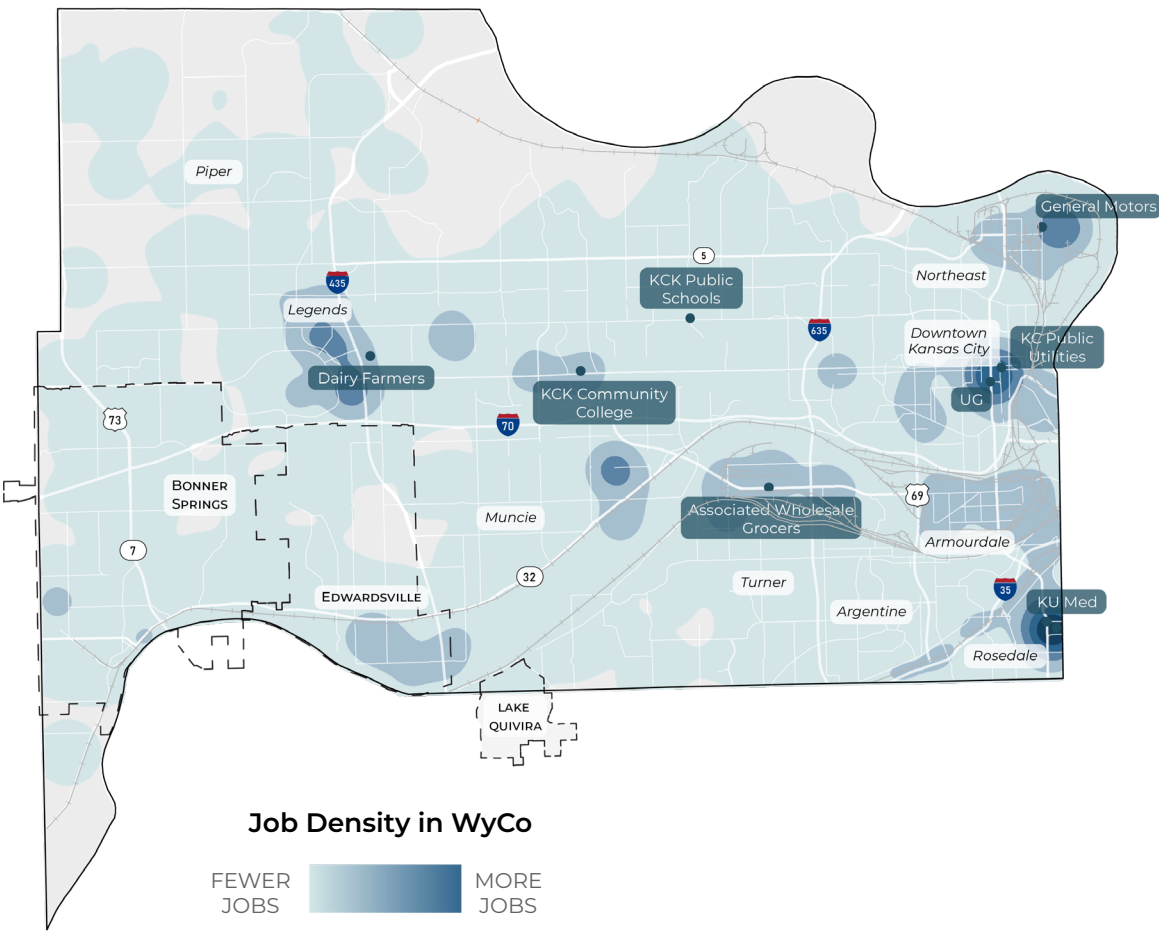 Piper
General Motors
5
Northeast
KCK Public
Schools
435
Legends
635
Downtown
Kansas City
KC Public
Utilities
Dairy Farmers
KCK Community
College
UG
73
70
Bonner
Springs
69
Muncie
Associated Wholesale
Grocers
Armourdale
7
32
Turner
35
Edwardsville
KU Med
Argentine
Rosedale
LAKE
QUIVIRA
Job Density in WyCo
FEWER
JOBS
MORE
JOBS